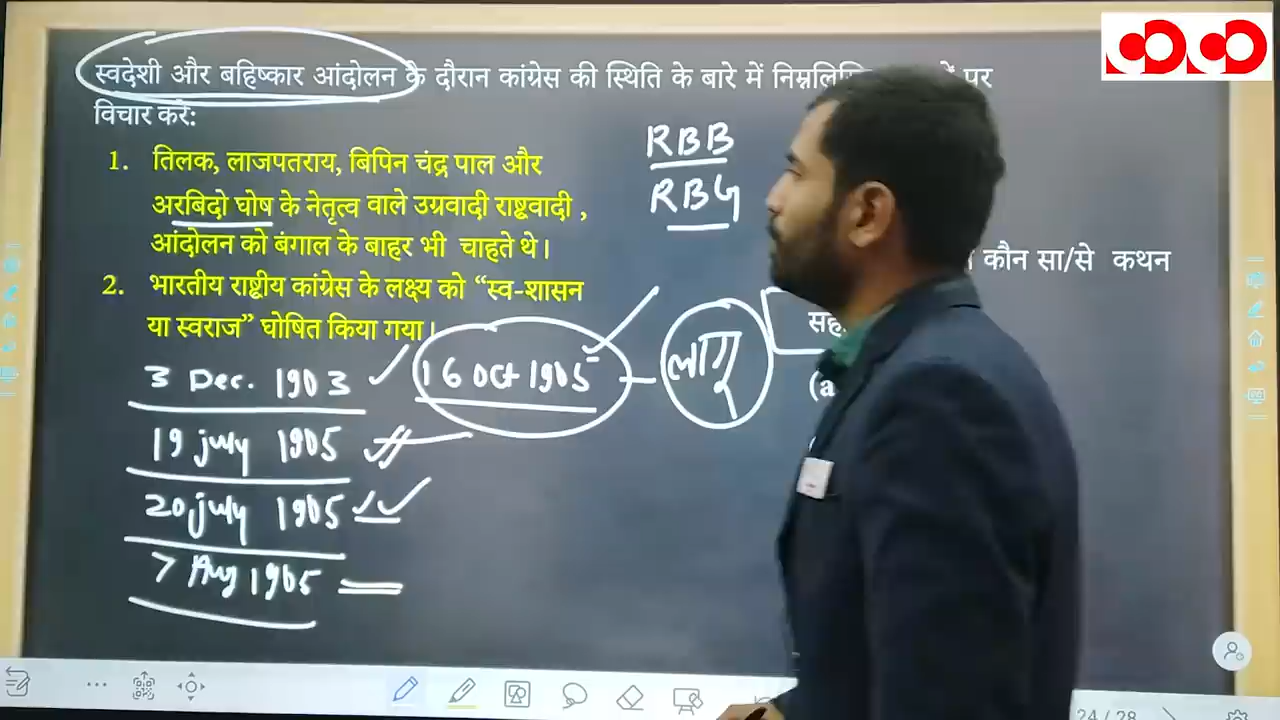 स्वदेशी और बहिष्कार आंदोलन के दौरान कांग्रेस की स्थिति के बारे में पर
विचार करें:
1. तिलक, लाजपतराय, बिपिन चंद्र पाल और
अरबिदो घोष के नेतृत्व वाले उग्रवादी राष्ट्रवादी ,
आंदोलन को बंगाल के बाहर भी चाहते थे।
2. भारतीय राष्ट्रीय कांग्रेस के लक्ष्य को “स्व-शासन
या स्वराज” घोषित किया गया।
RBB
RBG
कौन सा/से कथन
(a
3 Dec. 1903
16 Oct 1905 – लागू
19 july 1905
20 july 1905
7 Aug 1905
24 / 28